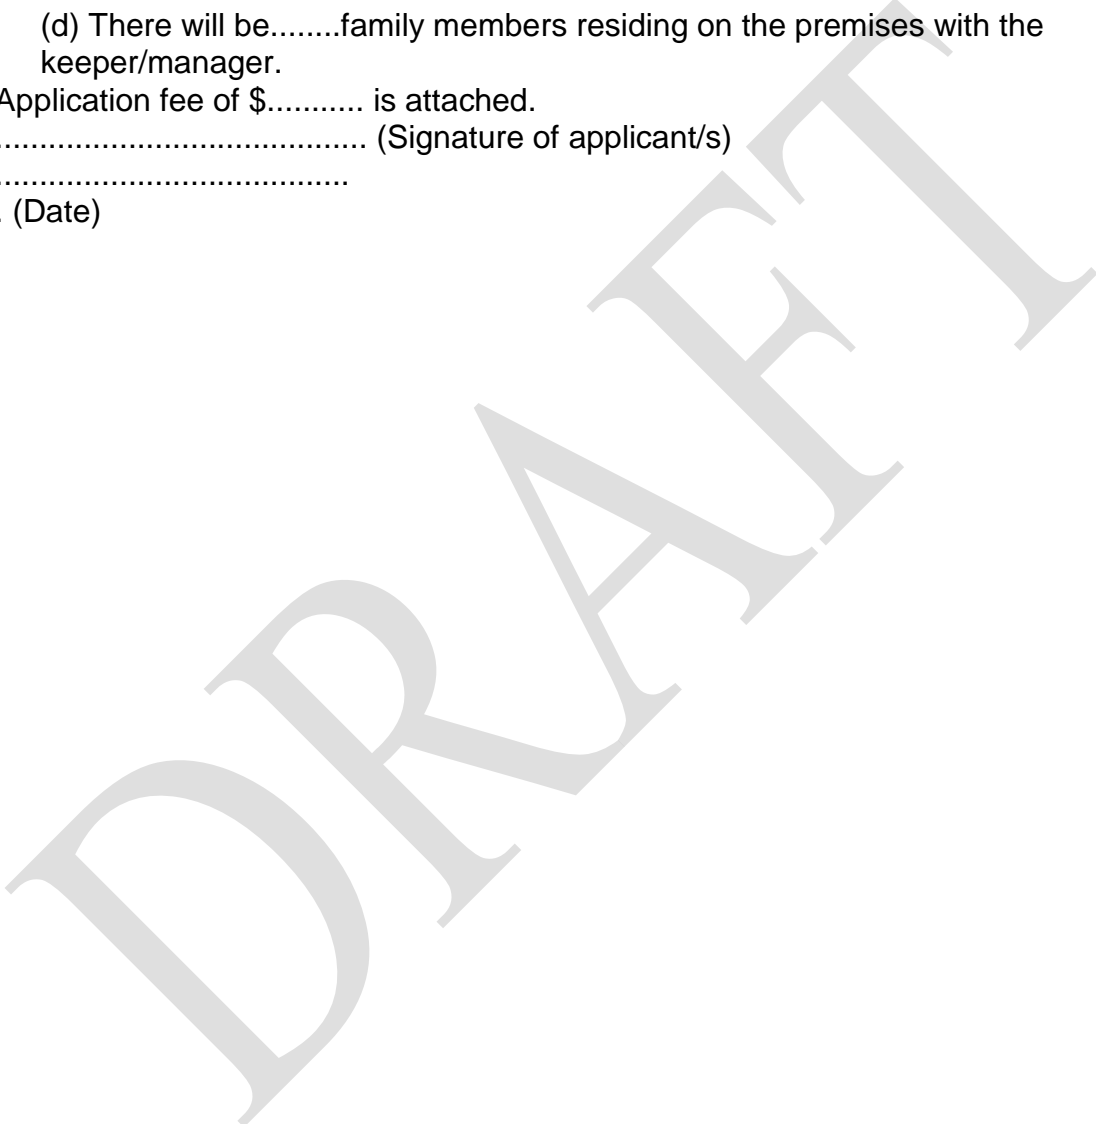 (d) There will be........family members residing on the premises with the
keeper/manager.
Application fee of $........... is attached.
.......................................... (Signature of applicant/s)
........................................
. (Date)
DRAFT